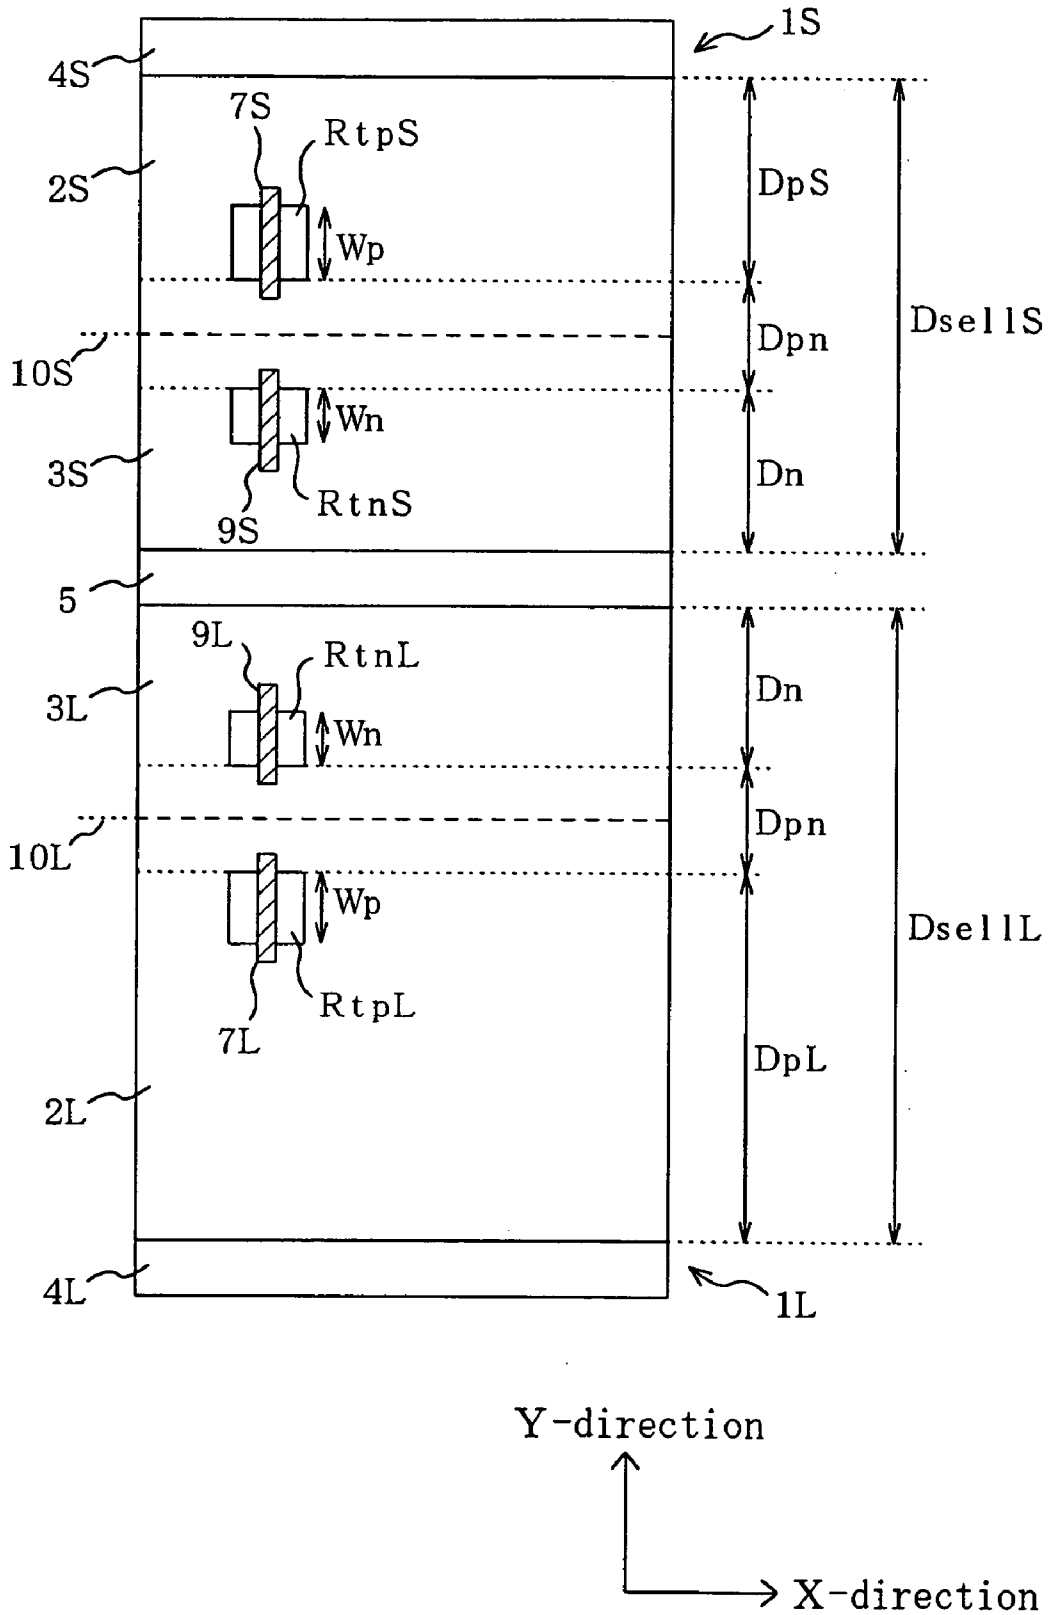 1S
4S
7S
RtpS
2S
DpS
Wp
DsellS
Dpn
10S
Wn
3S
Dn
RtnS
9S
5
9L
RtnL
3L
Dn
Wn
Dpn
10L
Wp
DsellL
RtpL
7L
DpL
2L
4L
1L
Y-direction
X-direction